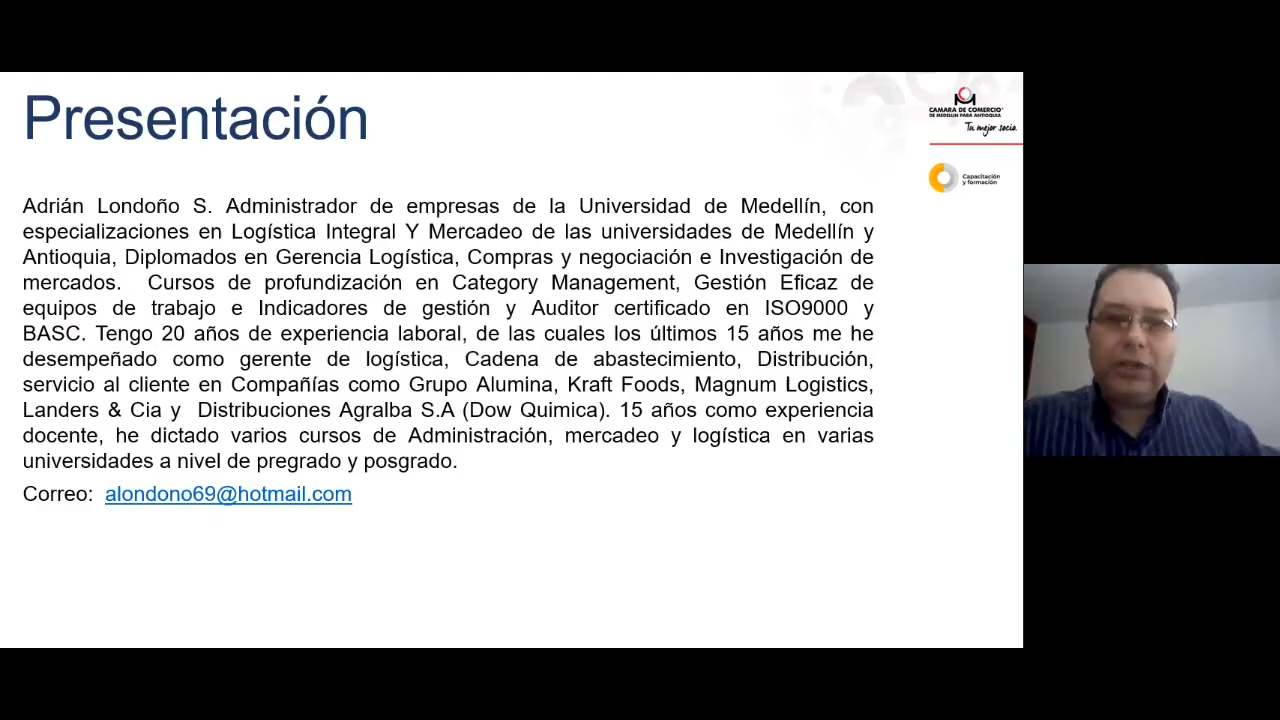 Presentación
CAMARA DE COMERCIO
DE MEDELLÍN PARA ANTIOQUIA
Tu mejor socio.
Capacitación
y formación
Adrián Londoño S. Administrador de empresas de la Universidad de Medellín, con
especializaciones en Logística Integral Y Mercadeo de las universidades de Medellín y
Antioquia, Diplomados en Gerencia Logística, Compras y negociación e Investigación de
mercados. Cursos de profundización en Category Management, Gestión Eficaz de
equipos de trabajo e Indicadores de gestión y Auditor certificado en ISO9000 y
BASC. Tengo 20 años de experiencia laboral, de las cuales los últimos 15 años me he
desempeñado como gerente de logística, Cadena de abastecimiento, Distribución,
servicio al cliente en Compañías como Grupo Alumina, Kraft Foods, Magnum Logistics,
Landers & Cia y Distribuciones Agralba S.A (Dow Quimica). 15 años como experiencia
docente, he dictado varios cursos de Administración, mercadeo y logística en varias
universidades a nivel de pregrado y posgrado.
Correo: alondono69@hotmail.com